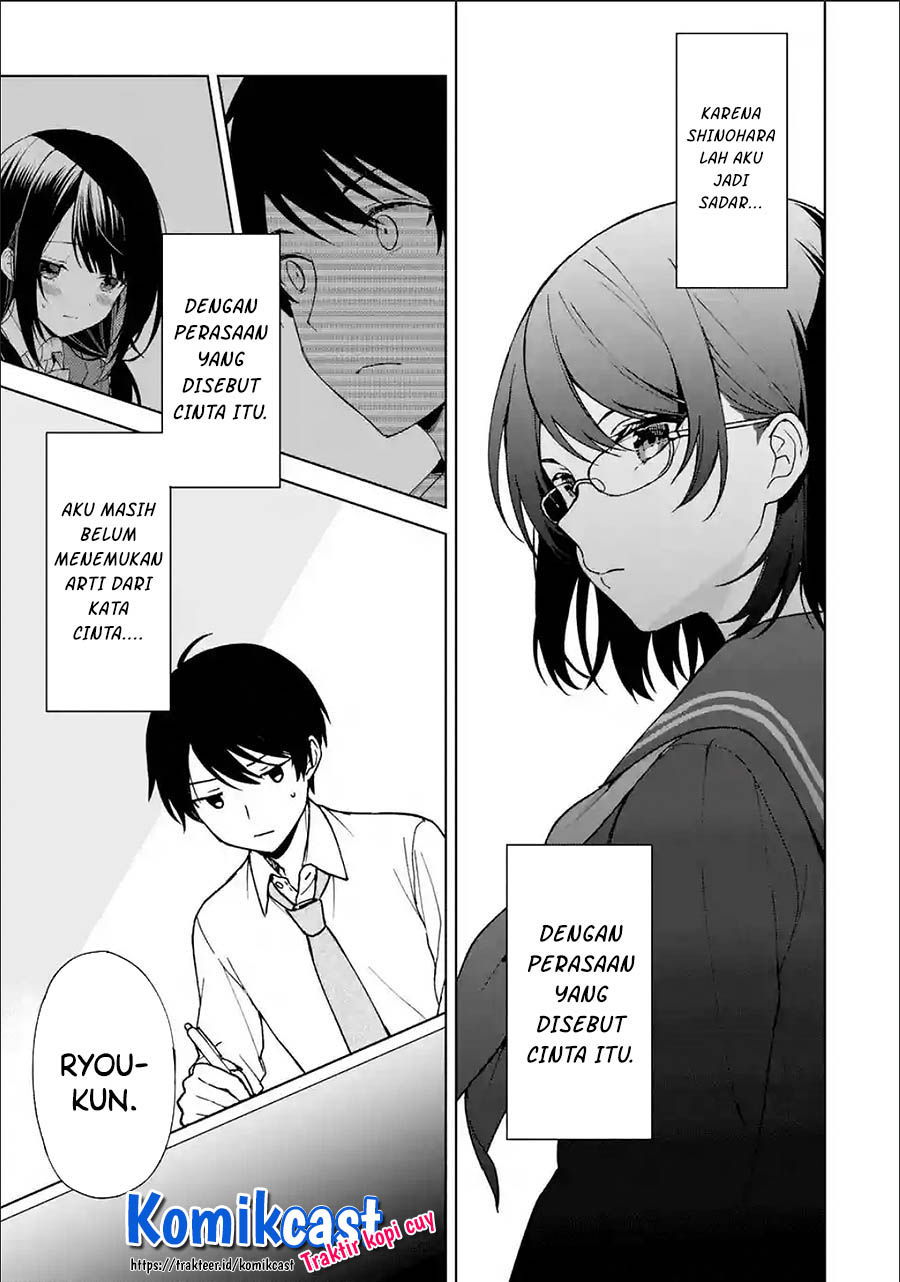 KARENA
SHINOHARA
LAH AKU
JADI
SADAR...
DENGAN
PERASAAN
YANG
DISEBUT
CINTA ITU.
DENGAN
PERASAAN
YANG
DISEBUT
CINTA ITU.
AKU MASIH
BELUM
MENEMUKAN
ARTI DARI
KATA
CINTA....
RYOU-
KUN.
Komikcast
Traktir kopi cuy
https://trakteer.id/komikcast